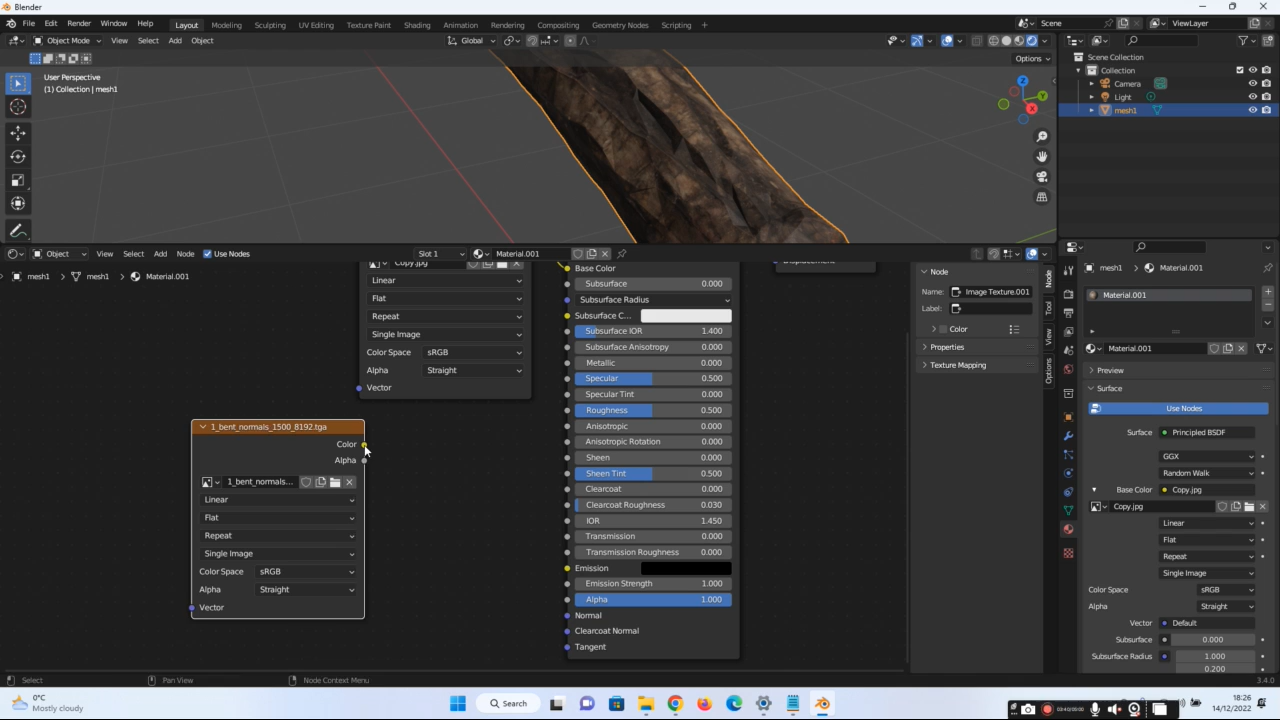 Blender
File Edit Render Window Help Layout Modeling Sculpting UV Editing Texture Paint Shading Animation Rendering Compositing Geometry Nodes Scripting + Scene ViewLayer
Object Mode View Select Add Object Global
Options
User Perspective
(1) Collection | mesh1
Z Y X
Scene Collection
Collection
Camera
Light
mesh1
Object View Select Add Node Use Nodes Slot 1 Material.001
mesh1 mesh1 Material.001
Copy.jpg
Linear
Flat
Repeat
Single Image
Color Space sRGB
Alpha Straight
Vector
1_bent_normals_1500_8192.tga
Color
Alpha
1_bent_normals...
Linear
Flat
Repeat
Single Image
Color Space sRGB
Alpha Straight
Vector
Base Color
Subsurface 0.000
Subsurface Radius
Subsurface C...
Subsurface IOR 1.400
Subsurface Anisotropy 0.000
Metallic 0.000
Specular 0.500
Specular Tint 0.000
Roughness 0.500
Anisotropic 0.000
Anisotropic Rotation 0.000
Sheen 0.000
Sheen Tint 0.500
Clearcoat 0.000
Clearcoat Roughness 0.030
IOR 1.450
Transmission 0.000
Transmission Roughness 0.000
Emission
Emission Strength 1.000
Alpha 1.000
Normal
Clearcoat Normal
Tangent
Displacement
Node
Name: Image Texture.001
Label:
Color
Properties
Texture Mapping
Node
Tool
View
Options
mesh1 Material.001
Material.001
Material.001
Preview
Surface
Use Nodes
Surface Principled BSDF
GGX
Random Walk
Base Color Copy.jpg
Copy.jpg
Linear
Flat
Repeat
Single Image
Color Space sRGB
Alpha Straight
Vector Default
Subsurface 0.000
Subsurface Radius 1.000
0.200
Select Pan View Node Context Menu 3.4.0
0°C
Mostly cloudy
Search
18:26
14/12/2022